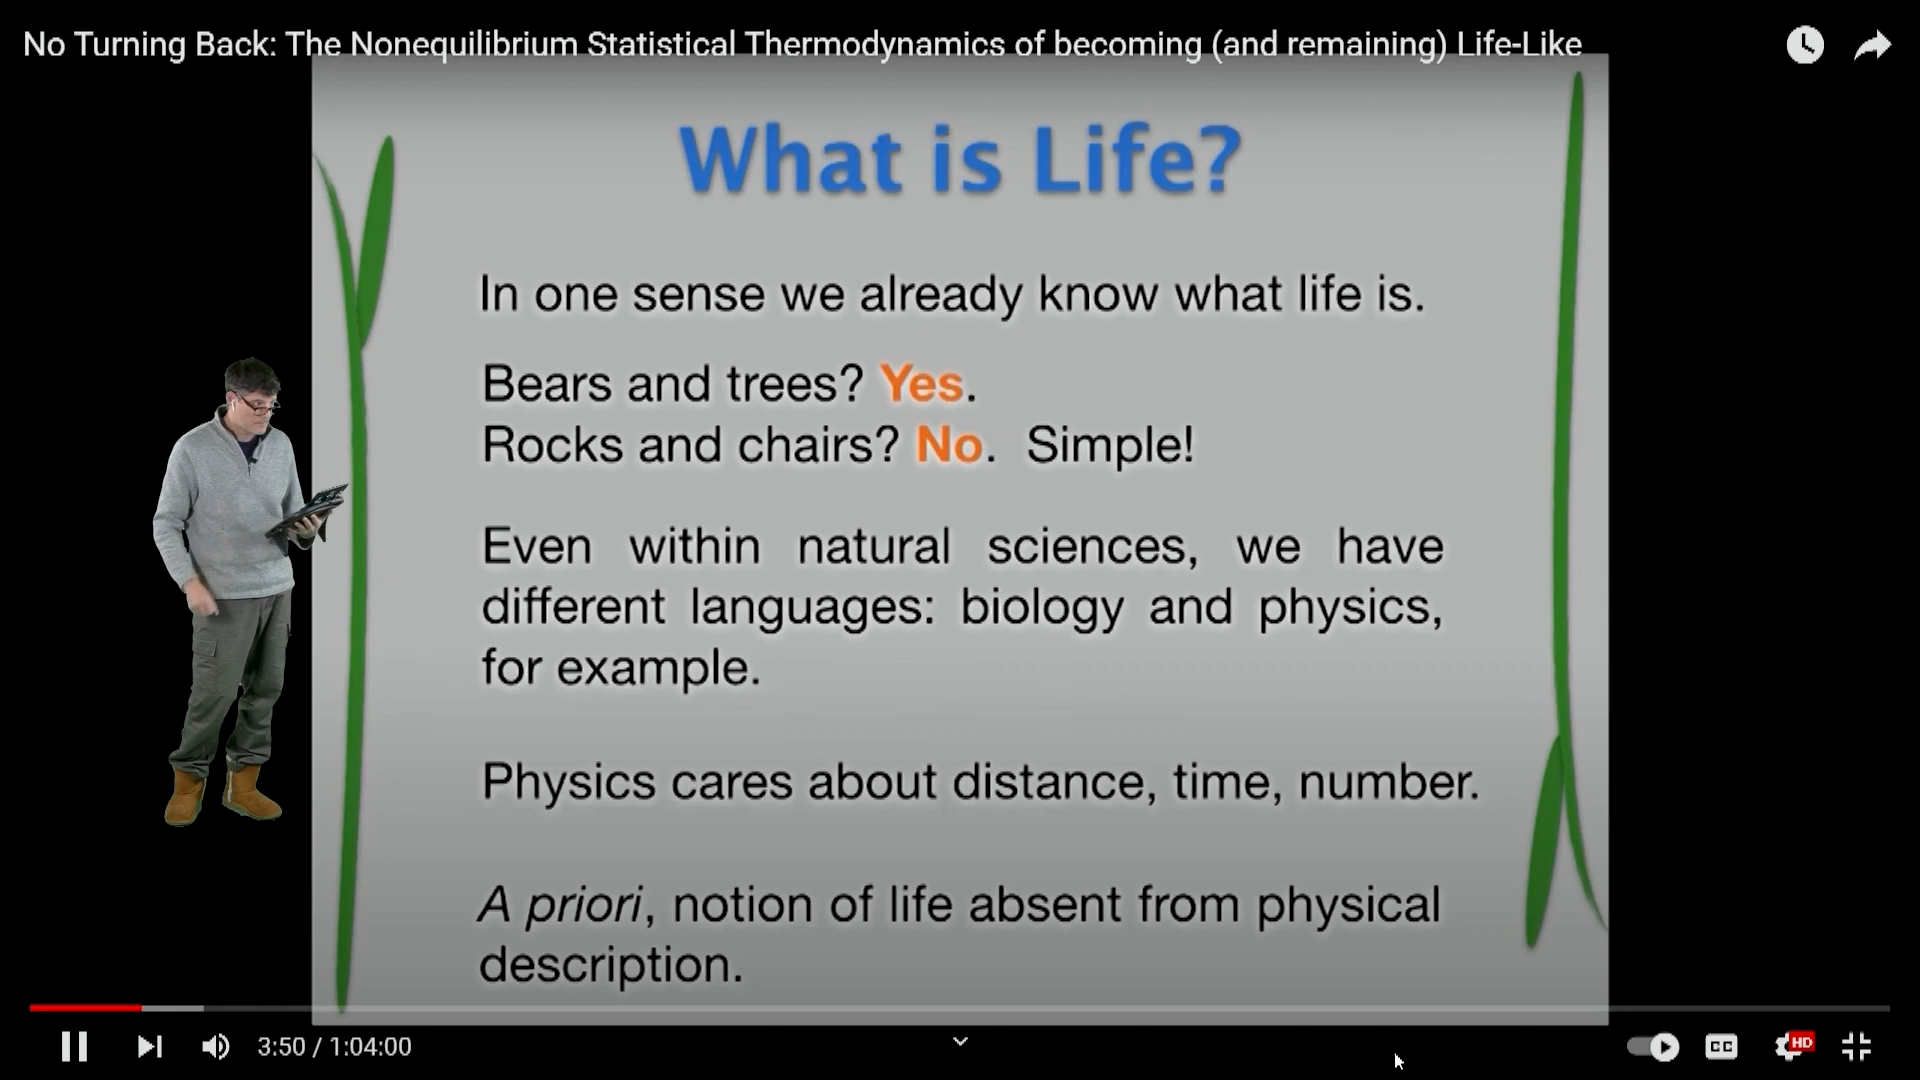 No Turning Back: The Nonequilibrium Statistical Thermodynamics of becoming (and remaining) Life-Like
What is Life?
In one sense we already know what life is.
Bears and trees? Yes.
Rocks and chairs? No. Simple!
Even within natural sciences, we have
different languages: biology and physics,
for example.
Physics cares about distance, time, number.
A priori, notion of life absent from physical
description.
3:50 / 1:04:00
CC
HD